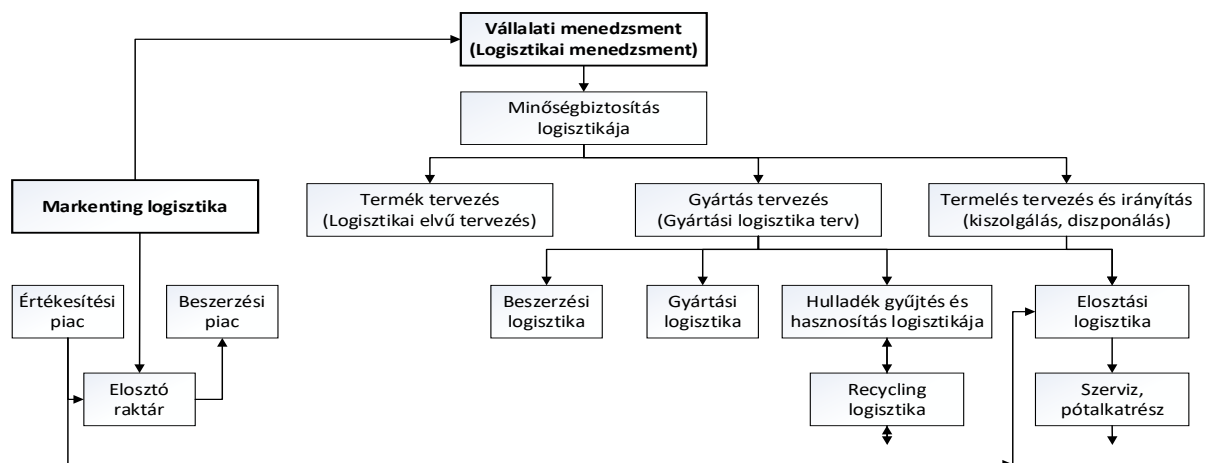 Vállalati menedzsment
(Logisztikai menedzsment)
Minőségbiztosítás
logisztikája
Markenting logisztika
Termék tervezés
(Logisztikai elvű tervezés)
Gyártás tervezés
(Gyártási logisztika terv)
Termelés tervezés és irányítás
(kiszolgálás, diszponálás)
Értékesítési
piac
Beszerzési
piac
Beszerzési
logisztika
Gyártási
logisztika
Hulladék gyűjtés és
hasznosítás logisztikája
Elosztási
logisztika
Elosztó
raktár
Recycling
logisztika
Szerviz,
pótalkatrész